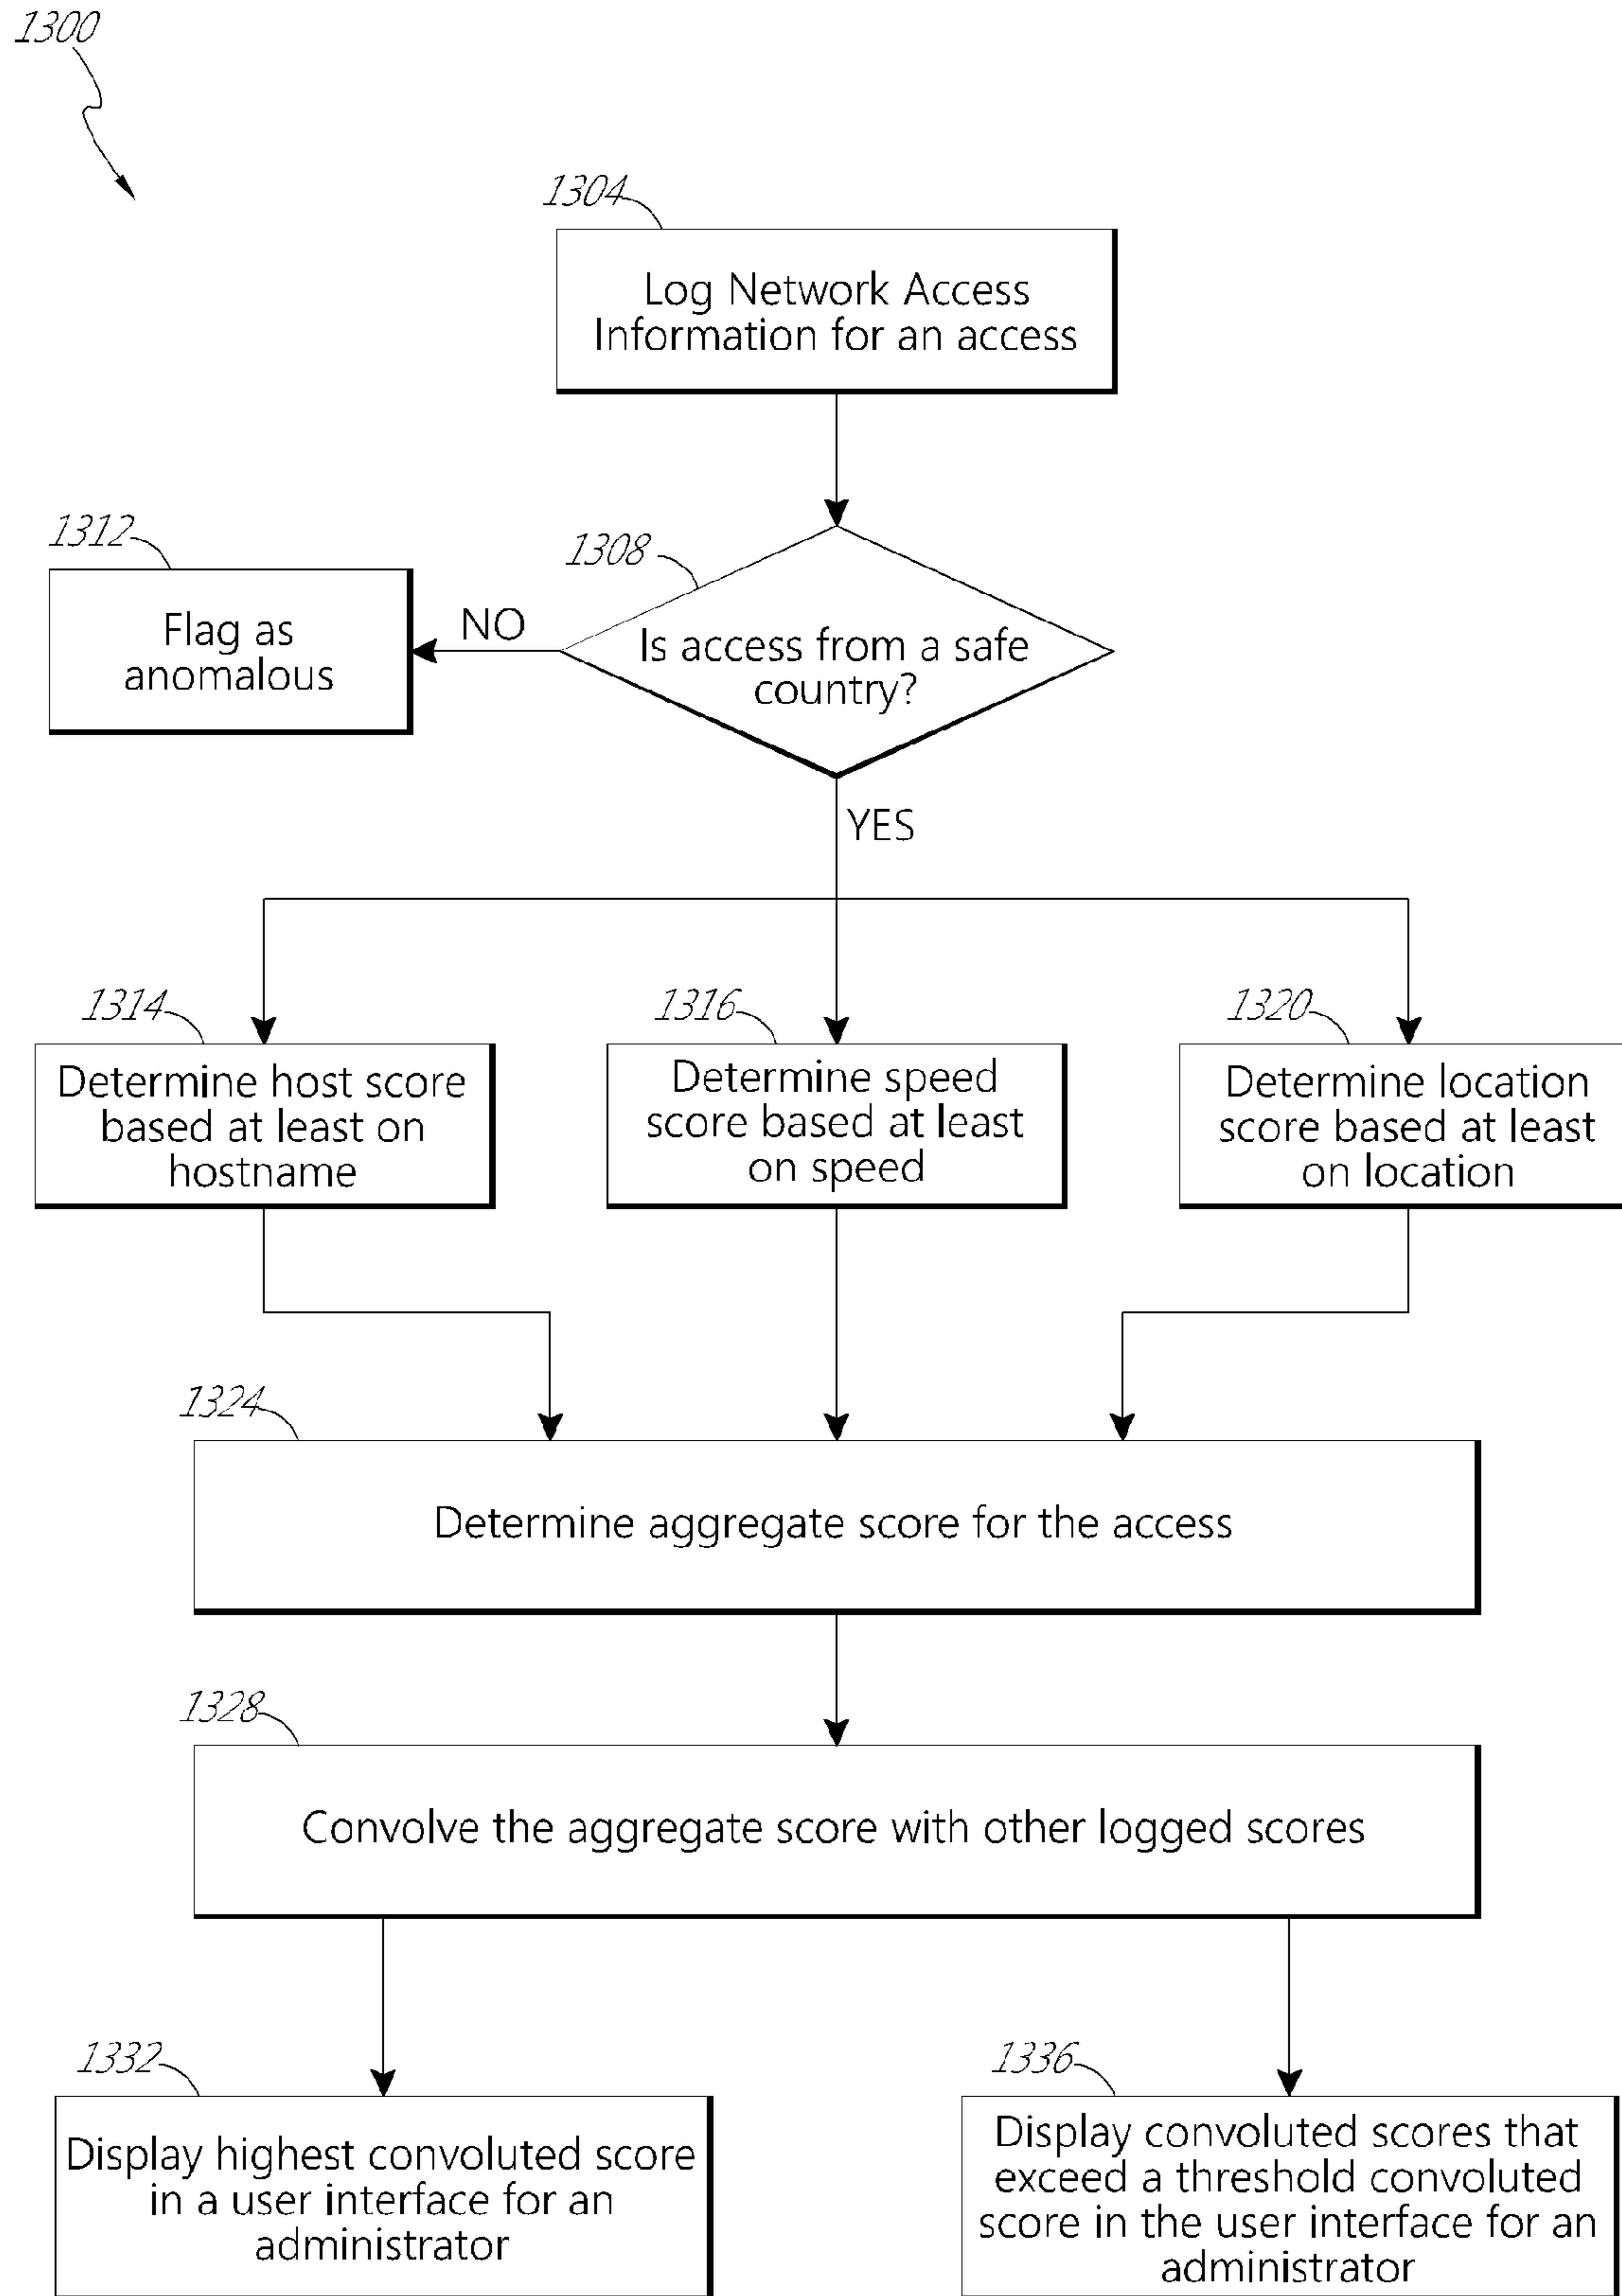 1300
1304
Log Network Access
Information for an access
1312
1308
Flag as
anomalous
NO
Is access from a safe
country?
YES
1314
1316
1320
Determine host score
based at least on
hostname
Determine speed
score based at least
on speed
Determine location
score based at least
on location
1324
Determine aggregate score for the access
1328
Convolve the aggregate score with other logged scores
1332
1336
Display highest convoluted score
in a user interface for an
administrator
Display convoluted scores that
exceed a threshold convoluted
score in the user interface for an
administrator